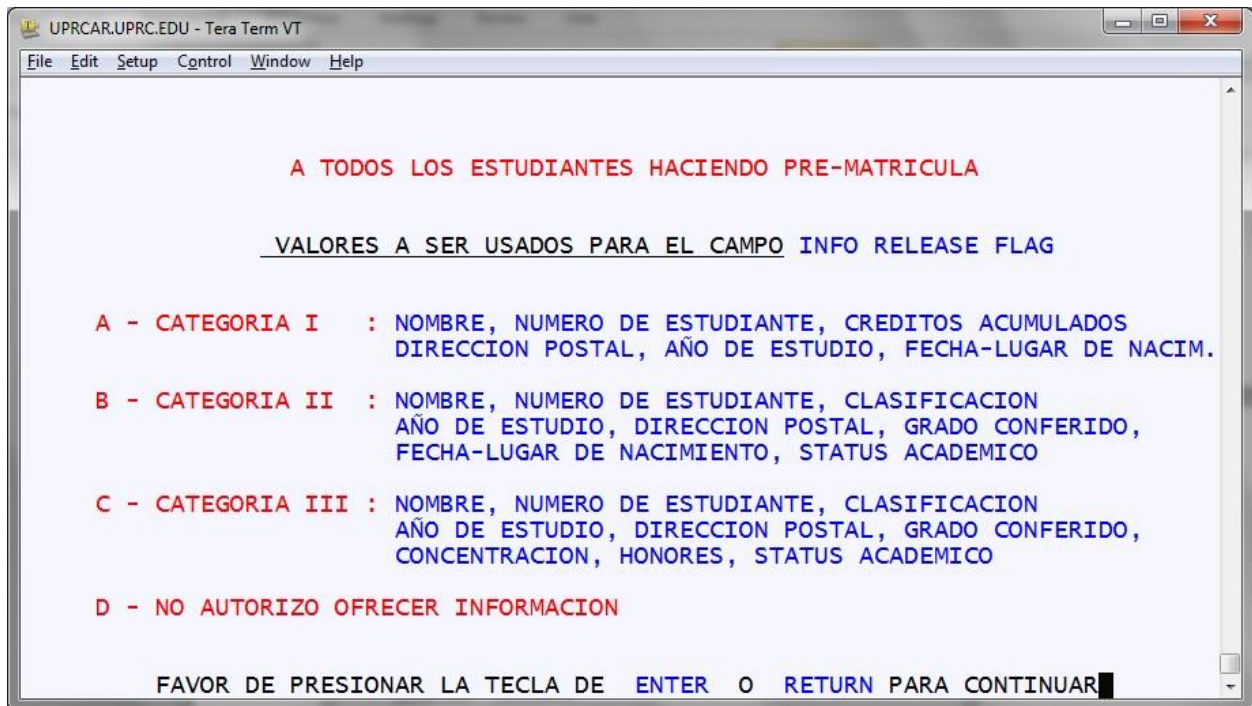 UPRCAR.UPRC.EDU - Tera Term VT
File Edit Setup Control Window Help
A TODOS LOS ESTUDIANTES HACIENDO PRE-MATRICULA
VALORES A SER USADOS PARA EL CAMPO INFO RELEASE FLAG
A - CATEGORIA I : NOMBRE, NUMERO DE ESTUDIANTE, CREDITOS ACUMULADOS
DIRECCION POSTAL, AÑO DE ESTUDIO, FECHA-LUGAR DE NACIM.
B - CATEGORIA II : NOMBRE, NUMERO DE ESTUDIANTE, CLASIFICACION
AÑO DE ESTUDIO, DIRECCION POSTAL, GRADO CONFERIDO,
FECHA-LUGAR DE NACIMIENTO, STATUS ACADEMICO
C - CATEGORIA III : NOMBRE, NUMERO DE ESTUDIANTE, CLASIFICACION
AÑO DE ESTUDIO, DIRECCION POSTAL, GRADO CONFERIDO,
CONCENTRACION, HONORES, STATUS ACADEMICO
D - NO AUTORIZO OFRECER INFORMACION
FAVOR DE PRESIONAR LA TECLA DE ENTER O RETURN PARA CONTINUAR